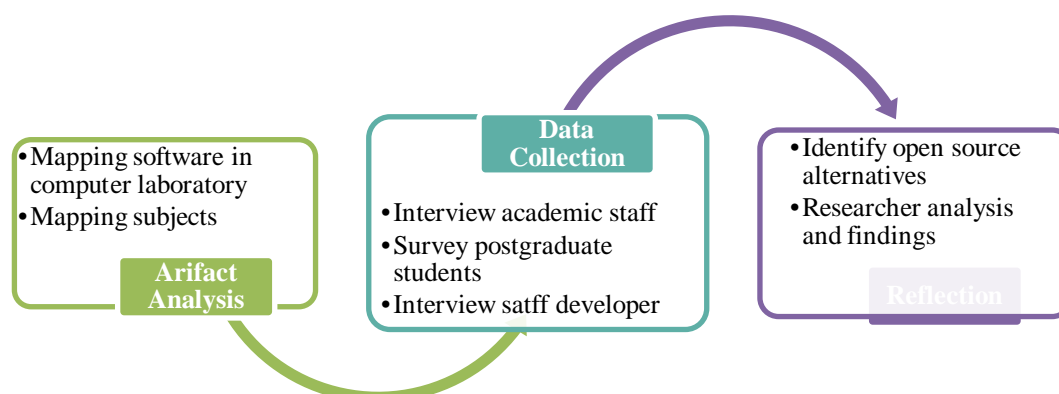 •Mapping software in
computer laboratory
•Mapping subjects
Arifact
Analysis
Data
Collection
•Interview academic staff
•Survey postgraduate
students
•Interview satff developer
•Identify open source
alternatives
•Researcher analysis
and findings
Reflection